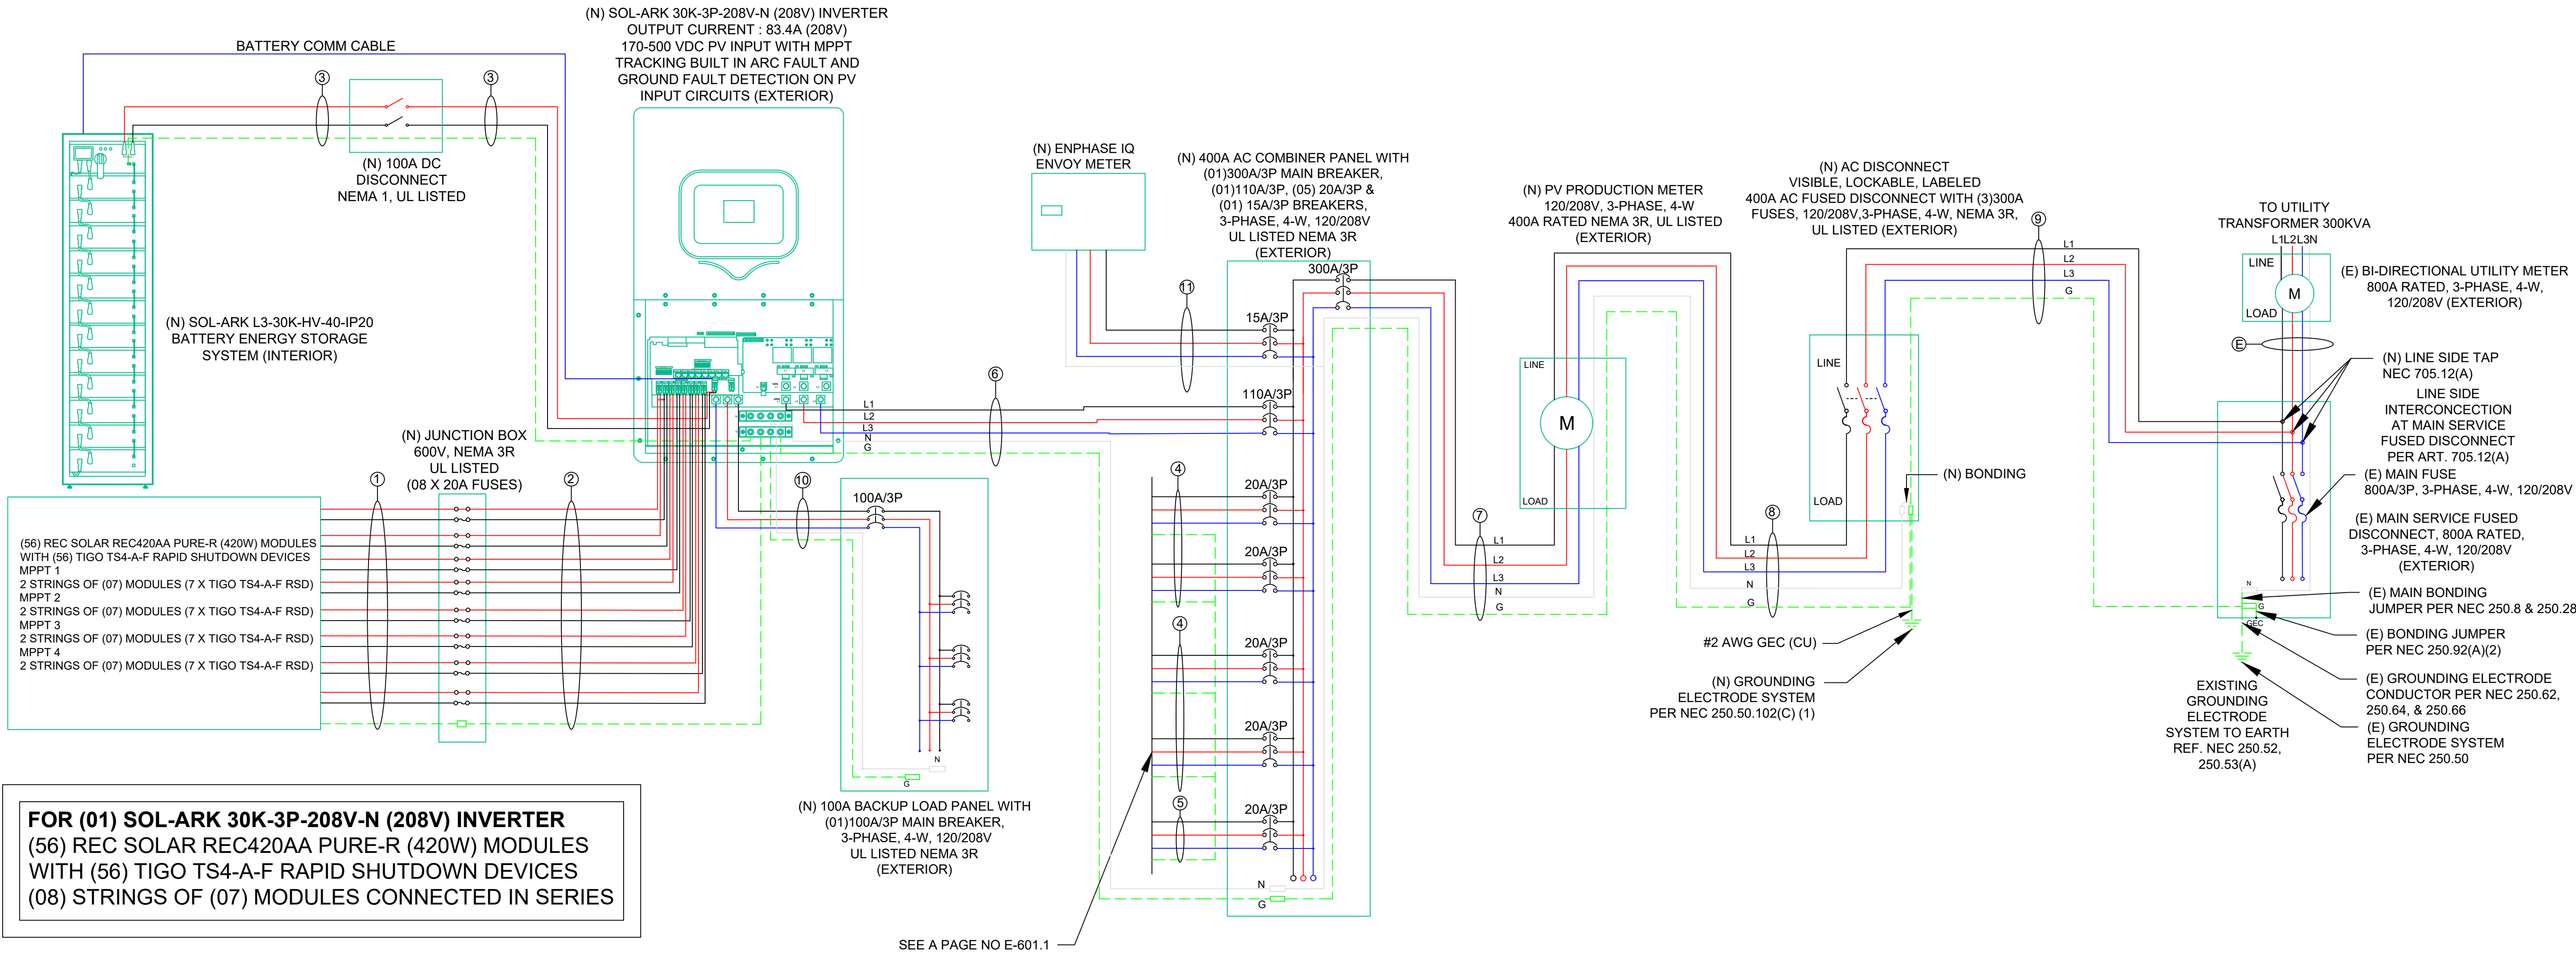 (N) SOL-ARK 30K-3P-208V-N (208V) INVERTER
OUTPUT CURRENT : 83.4A (208V)
170-500 VDC PV INPUT WITH MPPT
TRACKING BUILT IN ARC FAULT AND
GROUND FAULT DETECTION ON PV
INPUT CIRCUITS (EXTERIOR)
BATTERY COMM CABLE
3
3
(N) 100A DC
DISCONNECT
NEMA 1, UL LISTED
(N) SOL-ARK L3-30K-HV-40-IP20
BATTERY ENERGY STORAGE
SYSTEM (INTERIOR)
(N) JUNCTION BOX
600V, NEMA 3R
UL LISTED
(08 X 20A FUSES)
1
2
(56) REC SOLAR REC420AA PURE-R (420W) MODULES
WITH (56) TIGO TS4-A-F RAPID SHUTDOWN DEVICES
MPPT 1
2 STRINGS OF (07) MODULES (7 X TIGO TS4-A-F RSD)
MPPT 2
2 STRINGS OF (07) MODULES (7 X TIGO TS4-A-F RSD)
MPPT 3
2 STRINGS OF (07) MODULES (7 X TIGO TS4-A-F RSD)
MPPT 4
2 STRINGS OF (07) MODULES (7 X TIGO TS4-A-F RSD)
L1
L2
L3
N
G
6
10
100A/3P
N
G
(N) 100A BACKUP LOAD PANEL WITH
(01)100A/3P MAIN BREAKER,
3-PHASE, 4-W, 120/208V
UL LISTED NEMA 3R
(EXTERIOR)
(N) ENPHASE IQ
ENVOY METER
(N) 400A AC COMBINER PANEL WITH
(01)300A/3P MAIN BREAKER,
(01)110A/3P, (05) 20A/3P &
(01) 15A/3P BREAKERS,
3-PHASE, 4-W, 120/208V
UL LISTED NEMA 3R
(EXTERIOR)
300A/3P
11
15A/3P
110A/3P
4
20A/3P
20A/3P
4
20A/3P
20A/3P
5
20A/3P
N
G
SEE A PAGE NO E-601.1
7
L1
L2
L3
N
G
(N) PV PRODUCTION METER
120/208V, 3-PHASE, 4-W
400A RATED NEMA 3R, UL LISTED
(EXTERIOR)
LINE
M
LOAD
8
L1
L2
L3
N
G
(N) AC DISCONNECT
VISIBLE, LOCKABLE, LABELED
400A AC FUSED DISCONNECT WITH (3)300A
FUSES, 120/208V,3-PHASE, 4-W, NEMA 3R,
UL LISTED (EXTERIOR)
LINE
LOAD
(N) BONDING
#2 AWG GEC (CU)
(N) GROUNDING
ELECTRODE SYSTEM
PER NEC 250.50.102(C) (1)
9
L1
L2
L3
G
TO UTILITY
TRANSFORMER 300KVA
L1L2L3N
LINE
M
LOAD
(E) BI-DIRECTIONAL UTILITY METER
800A RATED, 3-PHASE, 4-W,
120/208V (EXTERIOR)
E
(N) LINE SIDE TAP
NEC 705.12(A)
LINE SIDE
INTERCONCECTION
AT MAIN SERVICE
FUSED DISCONNECT
PER ART. 705.12(A)
(E) MAIN FUSE
800A/3P, 3-PHASE, 4-W, 120/208V
(E) MAIN SERVICE FUSED
DISCONNECT, 800A RATED,
3-PHASE, 4-W, 120/208V
(EXTERIOR)
N
G
GEC
(E) MAIN BONDING
JUMPER PER NEC 250.8 & 250.28
(E) BONDING JUMPER
PER NEC 250.92(A)(2)
(E) GROUNDING ELECTRODE
CONDUCTOR PER NEC 250.62,
250.64, & 250.66
(E) GROUNDING
ELECTRODE SYSTEM
PER NEC 250.50
EXISTING
GROUNDING
ELECTRODE
SYSTEM TO EARTH
REF. NEC 250.52,
250.53(A)
FOR (01) SOL-ARK 30K-3P-208V-N (208V) INVERTER
(56) REC SOLAR REC420AA PURE-R (420W) MODULES
WITH (56) TIGO TS4-A-F RAPID SHUTDOWN DEVICES
(08) STRINGS OF (07) MODULES CONNECTED IN SERIES